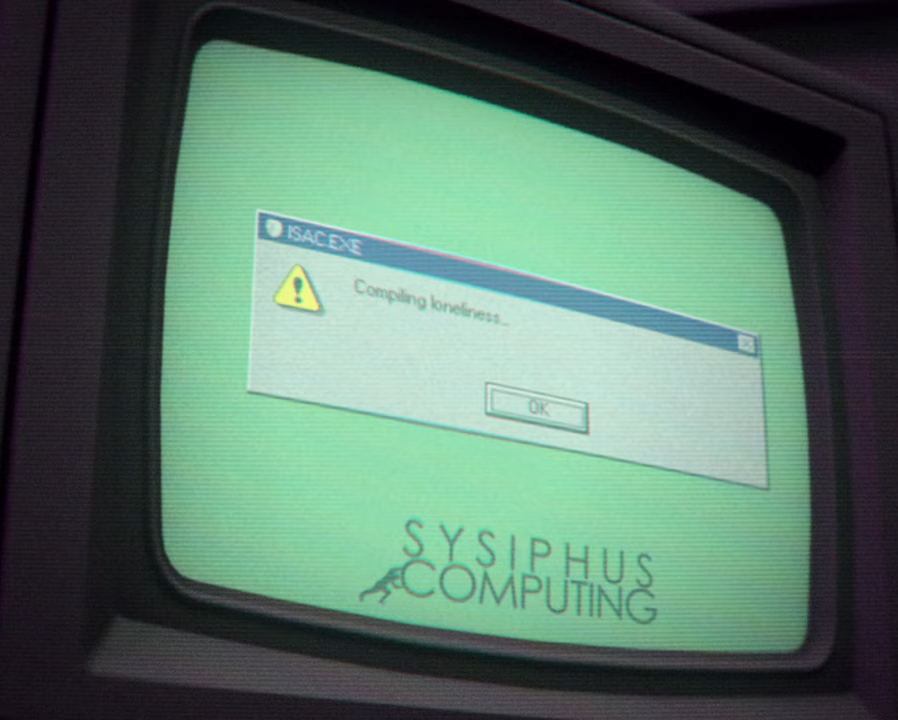 ISAC.EXE
Compiling loneliness...
OK
SYSIPHUS
COMPUTING